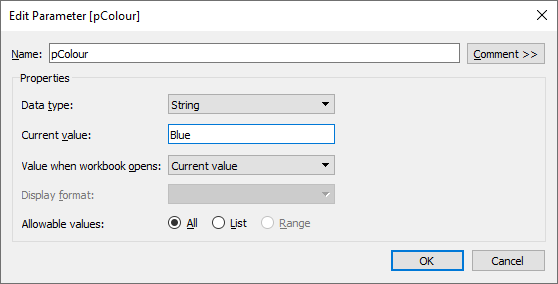 Edit Parameter [pColour]
Name: pColour Comment >>
Properties
Data type: String
Current value: Blue
Value when workbook opens: Current value
Display format:
Allowable values: All List Range
OK Cancel